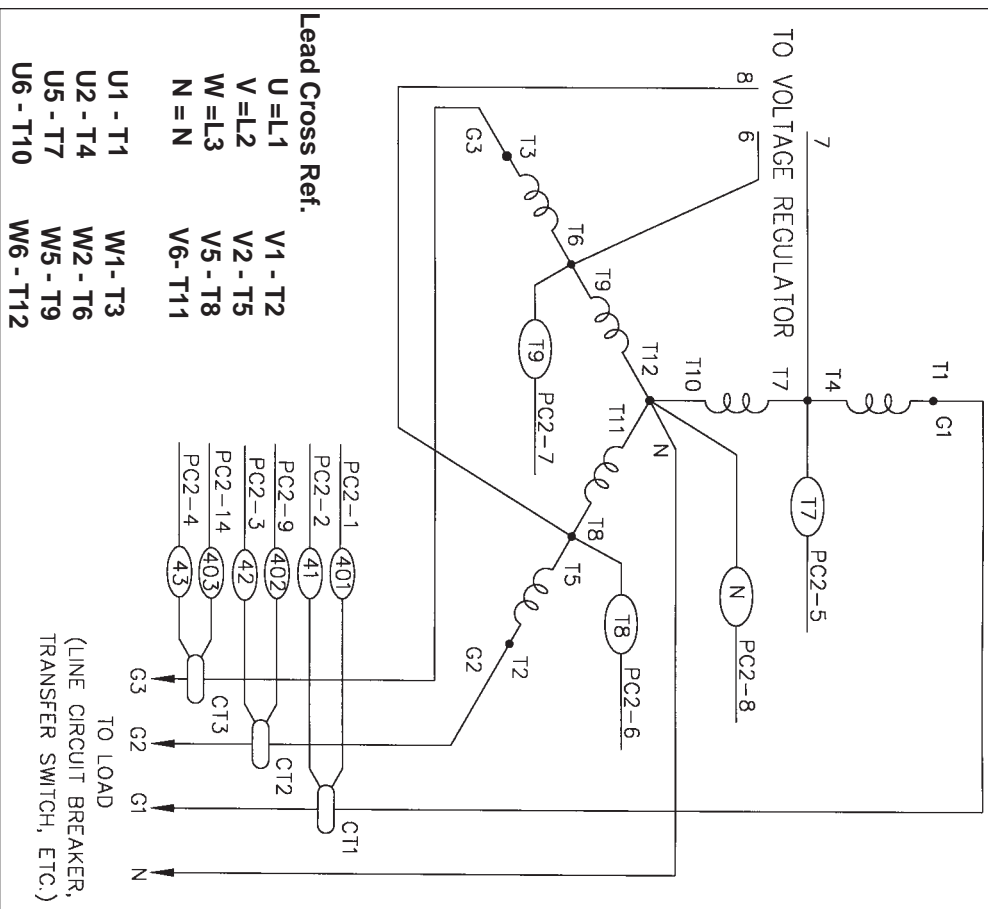 TO VOLTAGE REGULATOR
7
6
8
T1
G1
T4
T7
T7
PC2-5
T10
N
PC2-8
T12
N
T11
T9
T6
T9
PC2-7
T3
G3
T8
T8
PC2-6
T5
T2
G2
PC2-1
401
PC2-2
41
PC2-9
402
PC2-3
42
PC2-14
403
PC2-4
43
CT1
CT2
CT3
G3
G2
G1
N
TO LOAD
(LINE CIRCUIT BREAKER,
TRANSFER SWITCH, ETC.)
Lead Cross Ref.
U =L1
V =L2
W =L3
N = N
V1 - T2
V2 - T5
V5 - T8
V6- T11
U1 - T1
U2 - T4
U5 - T7
U6 - T10
W1- T3
W2 - T6
W5 - T9
W6 - T12